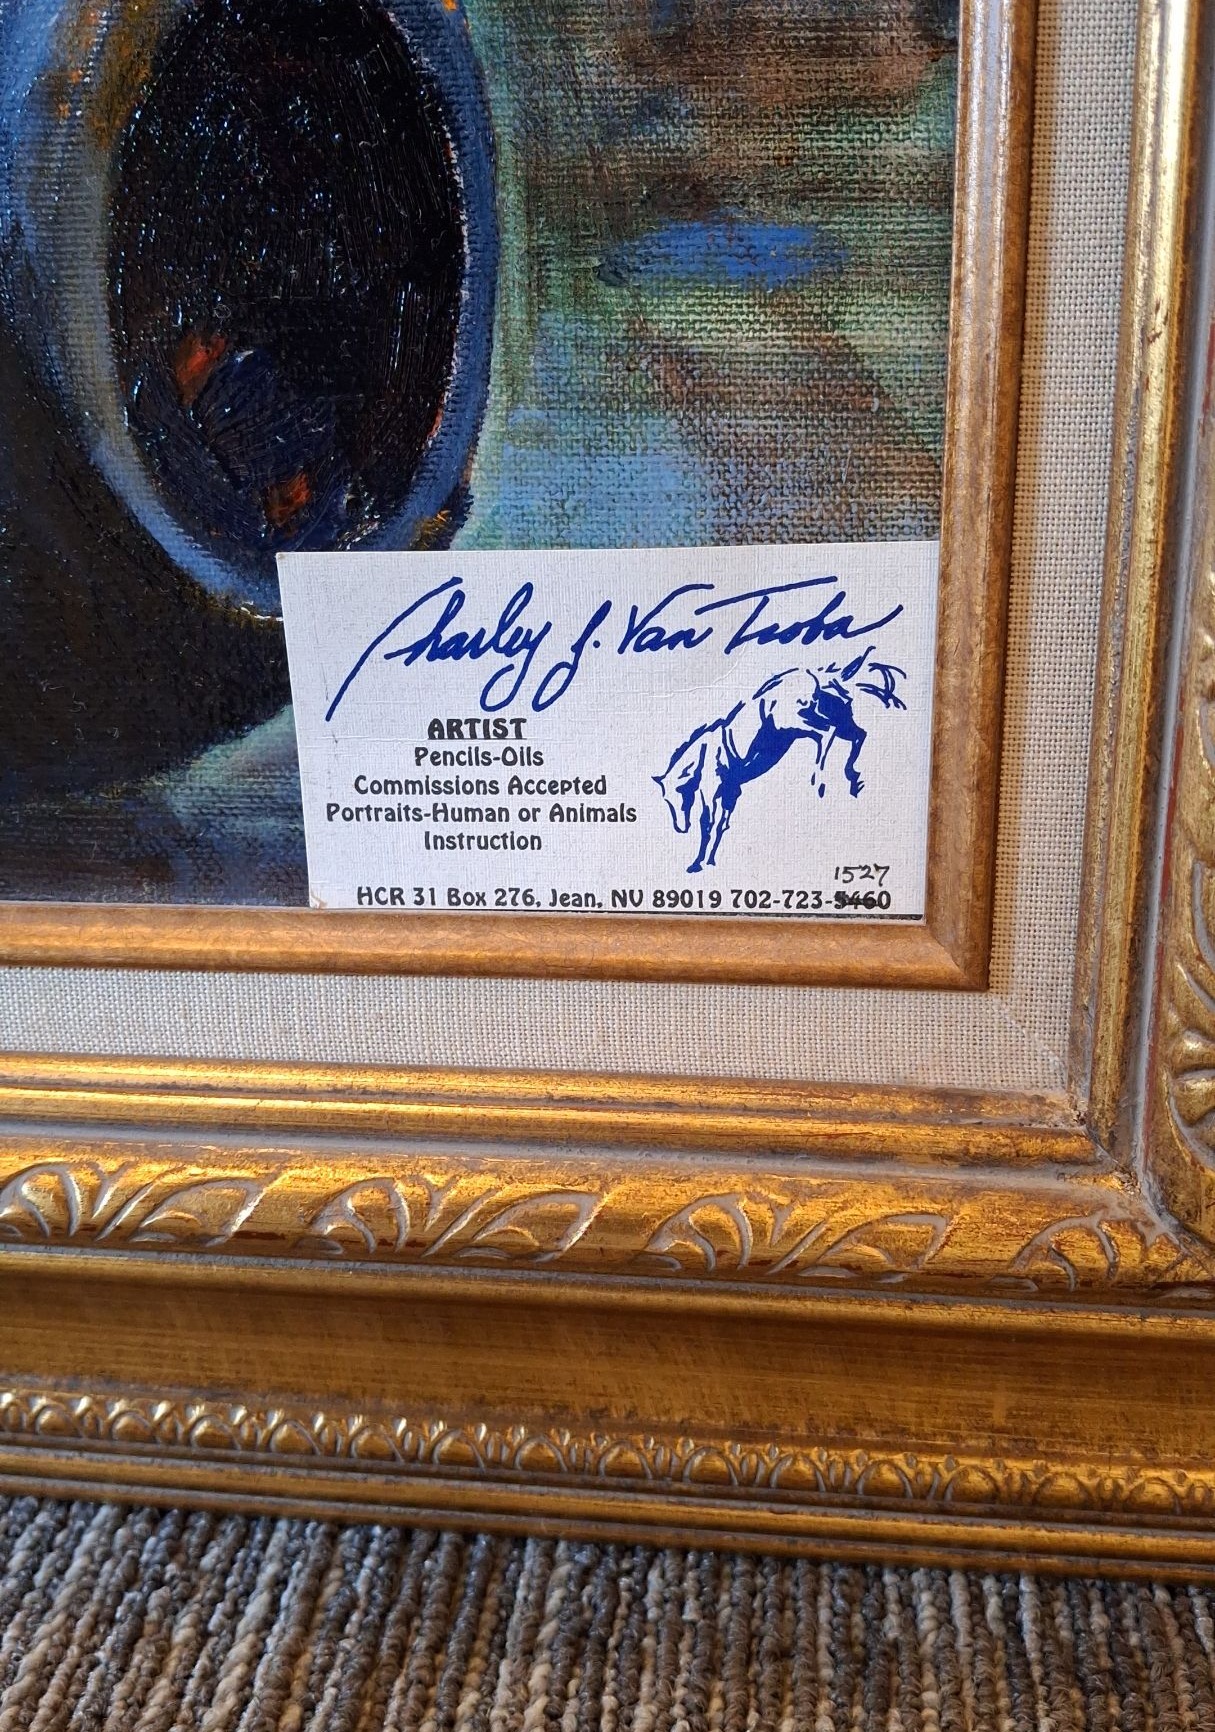 Charley J. Van Troba
ARTIST
Pencils-Oils
Commissions Accepted
Portraits-Human or Animals
Instruction
1527
HCR 31 Box 276, Jean, NV 89019 702-723-5460